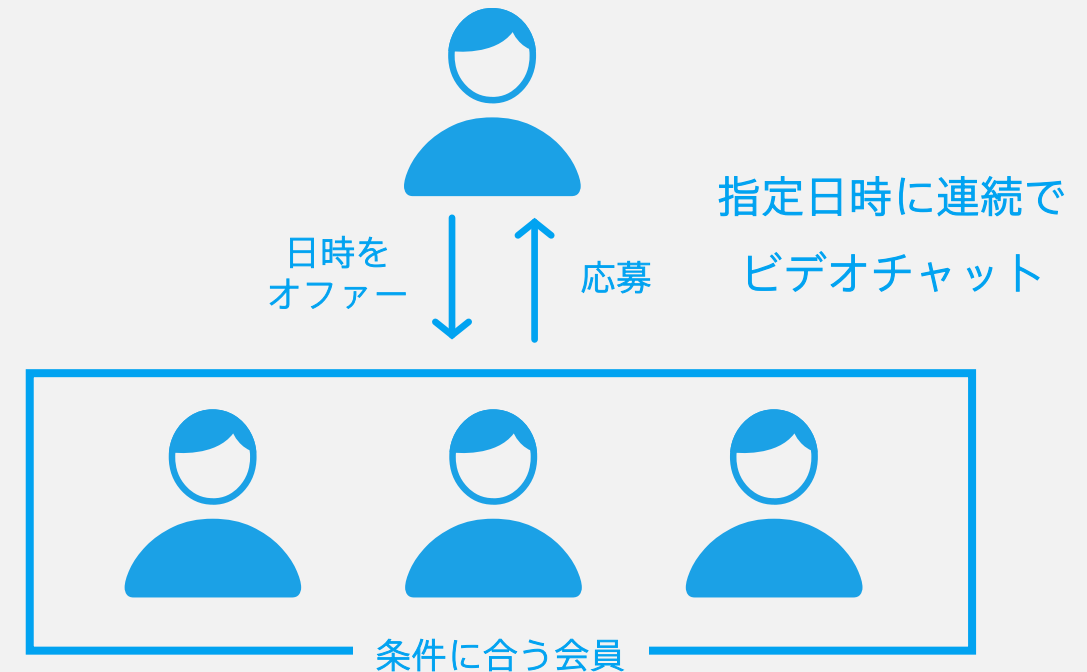 指定日時に連続で
ビデオチャット
日時を
オファー
応募
条件に合う会員